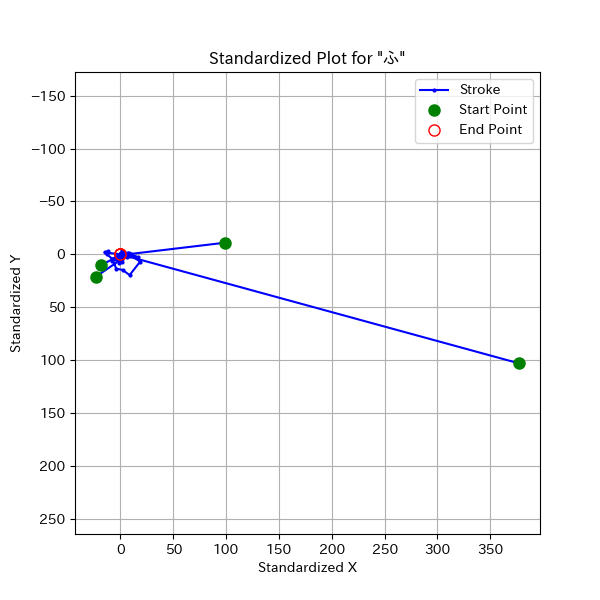 Standardized Plot for "ふ"
Stroke
Start Point
End Point
Standardized Y
−150
−100
−50
0
50
100
150
200
250
0 50 100 150 200 250 300 350
Standardized X